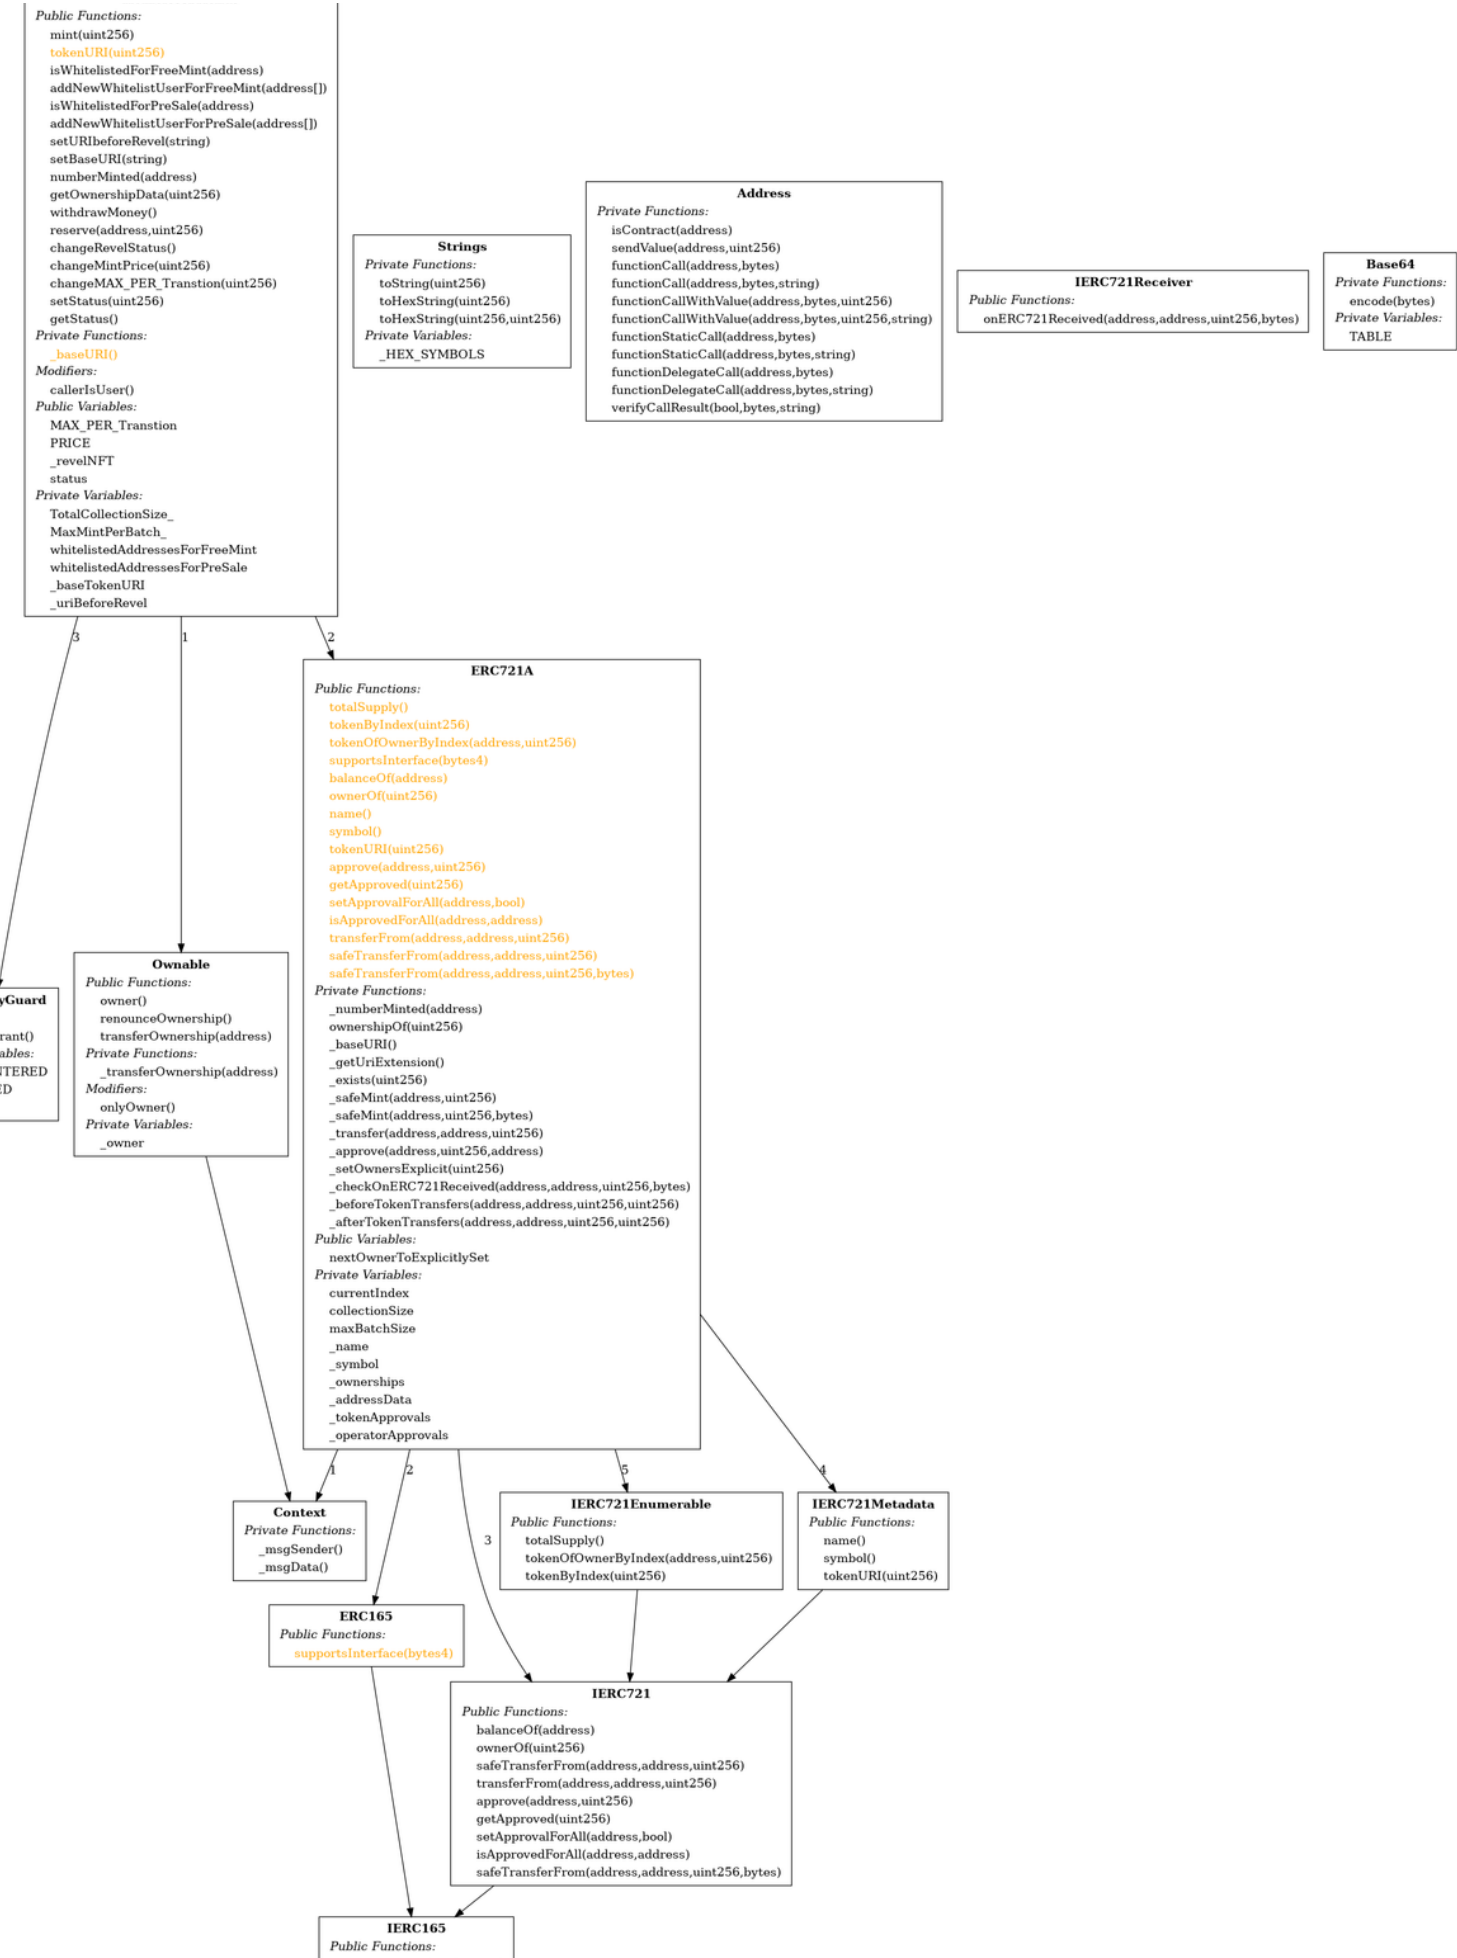 Public Functions:
mint(uint256)
tokenURI(uint256)
isWhitelistedForFreeMint(address)
addNewWhitelistUserForFreeMint(address[])
isWhitelistedForPreSale(address)
addNewWhitelistUserForPreSale(address[])
setURIbeforeRevel(string)
setBaseURI(string)
numberMinted(address)
getOwnershipData(uint256)
withdrawMoney()
reserve(address,uint256)
changeRevelStatus()
changeMintPrice(uint256)
changeMAX_PER_Transtion(uint256)
setStatus(uint256)
getStatus()
Private Functions:
_baseURI()
Modifiers:
callerIsUser()
Public Variables:
MAX_PER_Transtion
PRICE
_revelNFT
status
Private Variables:
TotalCollectionSize_
MaxMintPerBatch_
whitelistedAddressesForFreeMint
whitelistedAddressesForPreSale
_baseTokenURI
_uriBeforeRevel
Strings
Private Functions:
toString(uint256)
toHexString(uint256)
toHexString(uint256,uint256)
Private Variables:
_HEX_SYMBOLS
Address
Private Functions:
isContract(address)
sendValue(address,uint256)
functionCall(address,bytes)
functionCall(address,bytes,string)
functionCallWithValue(address,bytes,uint256)
functionCallWithValue(address,bytes,uint256,string)
functionStaticCall(address,bytes)
functionStaticCall(address,bytes,string)
functionDelegateCall(address,bytes)
functionDelegateCall(address,bytes,string)
verifyCallResult(bool,bytes,string)
IERC721Receiver
Public Functions:
onERC721Received(address,address,uint256,bytes)
Base64
Private Functions:
encode(bytes)
Private Variables:
TABLE
3
1
2
ERC721A
Public Functions:
totalSupply()
tokenByIndex(uint256)
tokenOfOwnerByIndex(address,uint256)
supportsInterface(bytes4)
balanceOf(address)
ownerOf(uint256)
name()
symbol()
tokenURI(uint256)
approve(address,uint256)
getApproved(uint256)
setApprovalForAll(address,bool)
isApprovedForAll(address,address)
transferFrom(address,address,uint256)
safeTransferFrom(address,address,uint256)
safeTransferFrom(address,address,uint256,bytes)
Private Functions:
_numberMinted(address)
ownershipOf(uint256)
_baseURI()
_getUriExtension()
_exists(uint256)
_safeMint(address,uint256)
_safeMint(address,uint256,bytes)
_transfer(address,address,uint256)
_approve(address,uint256,address)
_setOwnersExplicit(uint256)
_checkOnERC721Received(address,address,uint256,bytes)
_beforeTokenTransfers(address,address,uint256,uint256)
_afterTokenTransfers(address,address,uint256,uint256)
Public Variables:
nextOwnerToExplicitlySet
Private Variables:
currentIndex
collectionSize
maxBatchSize
_name
_symbol
_ownerships
_addressData
_tokenApprovals
_operatorApprovals
yGuard
rant()
ables:
NTERED
ED
Ownable
Public Functions:
owner()
renounceOwnership()
transferOwnership(address)
Private Functions:
_transferOwnership(address)
Modifiers:
onlyOwner()
Private Variables:
_owner
1
2
3
5
4
Context
Private Functions:
_msgSender()
_msgData()
IERC721Enumerable
Public Functions:
totalSupply()
tokenOfOwnerByIndex(address,uint256)
tokenByIndex(uint256)
IERC721Metadata
Public Functions:
name()
symbol()
tokenURI(uint256)
ERC165
Public Functions:
supportsInterface(bytes4)
IERC721
Public Functions:
balanceOf(address)
ownerOf(uint256)
safeTransferFrom(address,address,uint256)
transferFrom(address,address,uint256)
approve(address,uint256)
getApproved(uint256)
setApprovalForAll(address,bool)
isApprovedForAll(address,address)
safeTransferFrom(address,address,uint256,bytes)
IERC165
Public Functions: